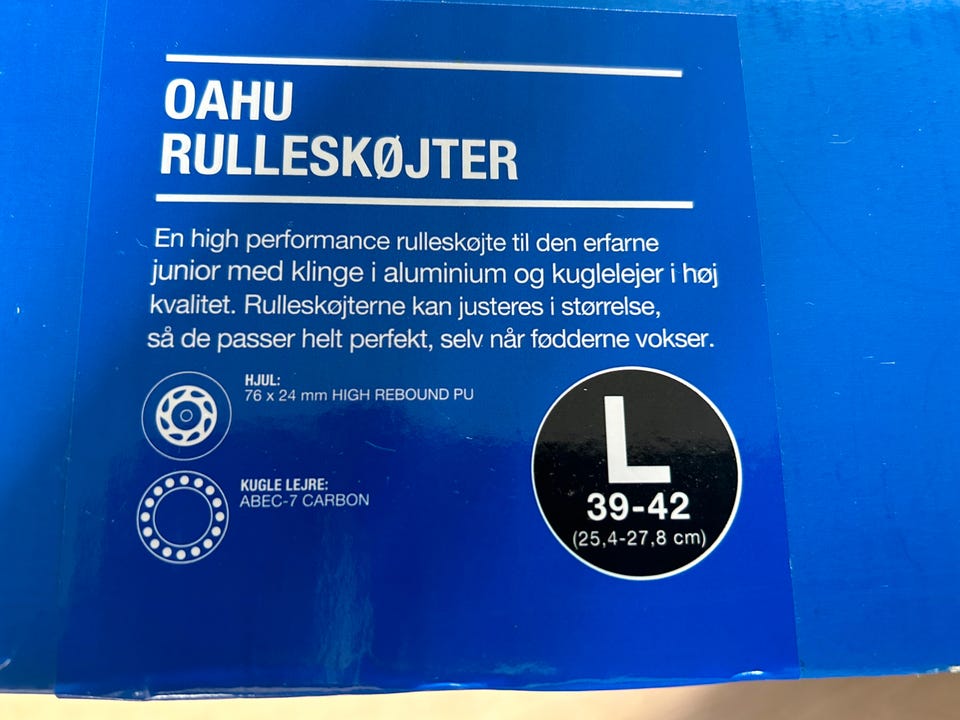 OAHU
RULLESKØJTER
En high performance rulleskøjte til den erfarne
junior med klinge i aluminium og kuglelejer i høj
kvalitet. Rulleskøjterne kan justeres i størrelse,
så de passer helt perfekt, selv når fødderne vokser.
HJUL:
76 x 24 mm HIGH REBOUND PU
KUGLE LEJRE:
ABEC-7 CARBON
L
39-42
(25,4-27,8 cm)